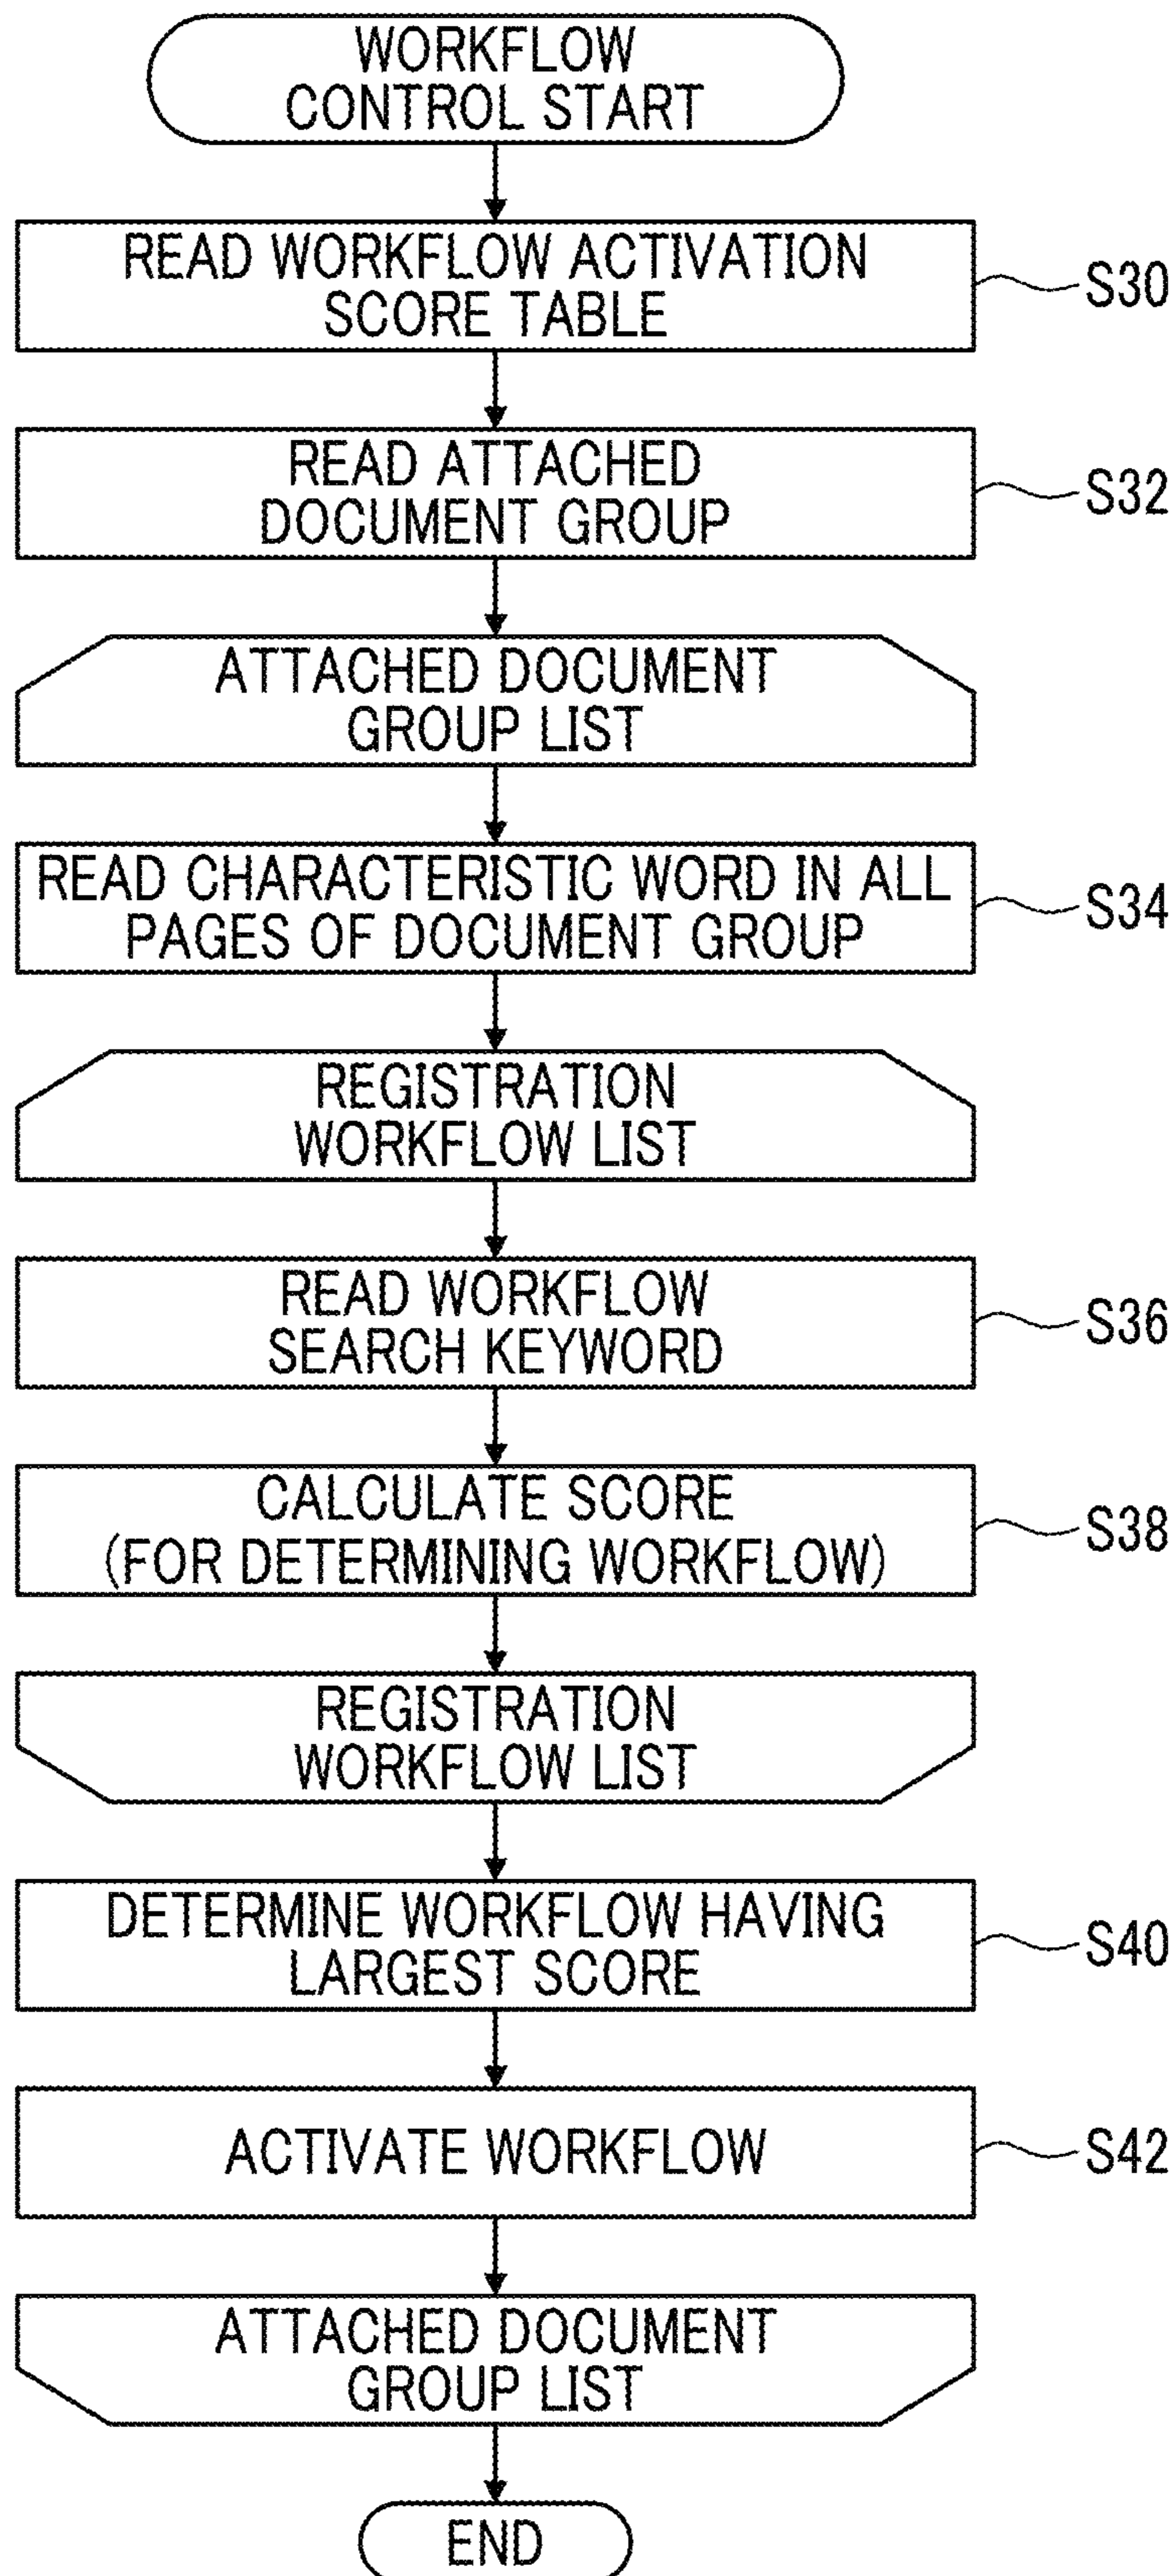 WORKFLOW
CONTROL START
READ WORKFLOW ACTIVATION
SCORE TABLE
S30
READ ATTACHED
DOCUMENT GROUP
S32
ATTACHED DOCUMENT
GROUP LIST
READ CHARACTERISTIC WORD IN ALL
PAGES OF DOCUMENT GROUP
S34
REGISTRATION
WORKFLOW LIST
READ WORKFLOW
SEARCH KEYWORD
S36
CALCULATE SCORE
(FOR DETERMINING WORKFLOW)
S38
REGISTRATION
WORKFLOW LIST
DETERMINE WORKFLOW HAVING
LARGEST SCORE
S40
ACTIVATE WORKFLOW
S42
ATTACHED DOCUMENT
GROUP LIST
END